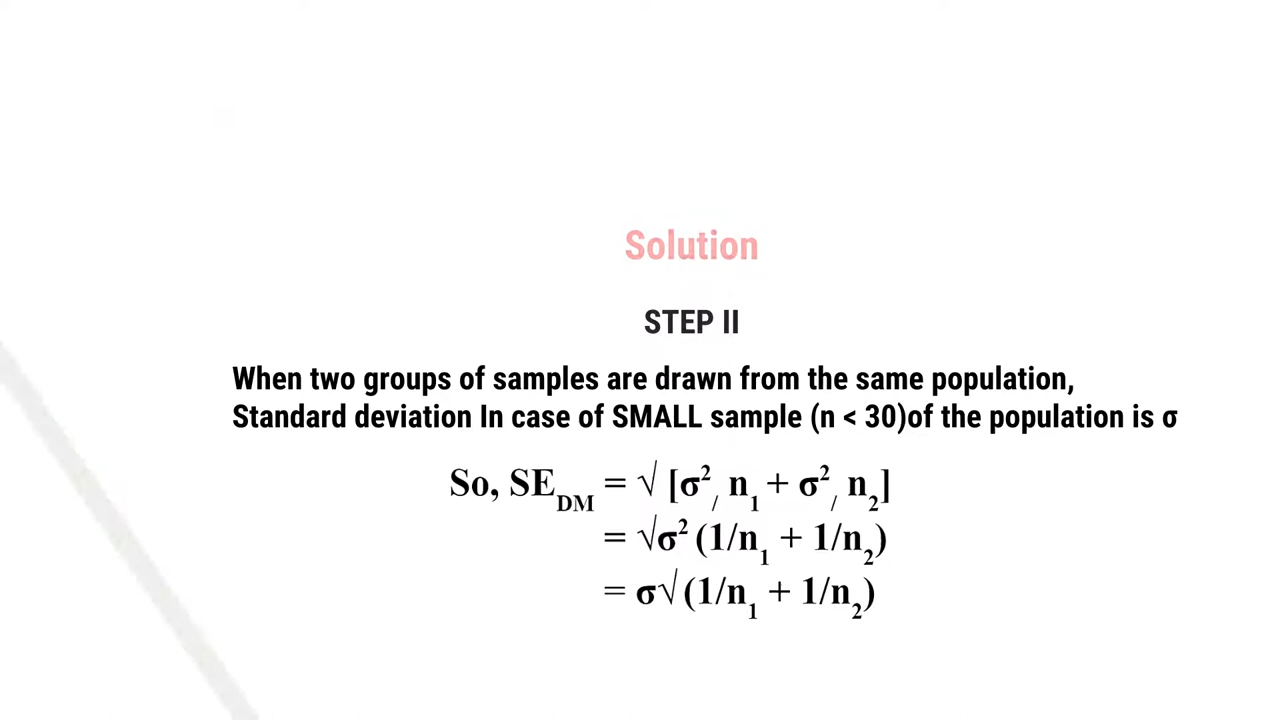 Solution
STEP II
When two groups of samples are drawn from the same population,
Standard deviation In case of SMALL sample (n < 30)of the population is σ
So, SE_DM = √ [σ²/ n₁ + σ²/ n₂]
= √σ² (1/n₁ + 1/n₂)
= σ√ (1/n₁ + 1/n₂)